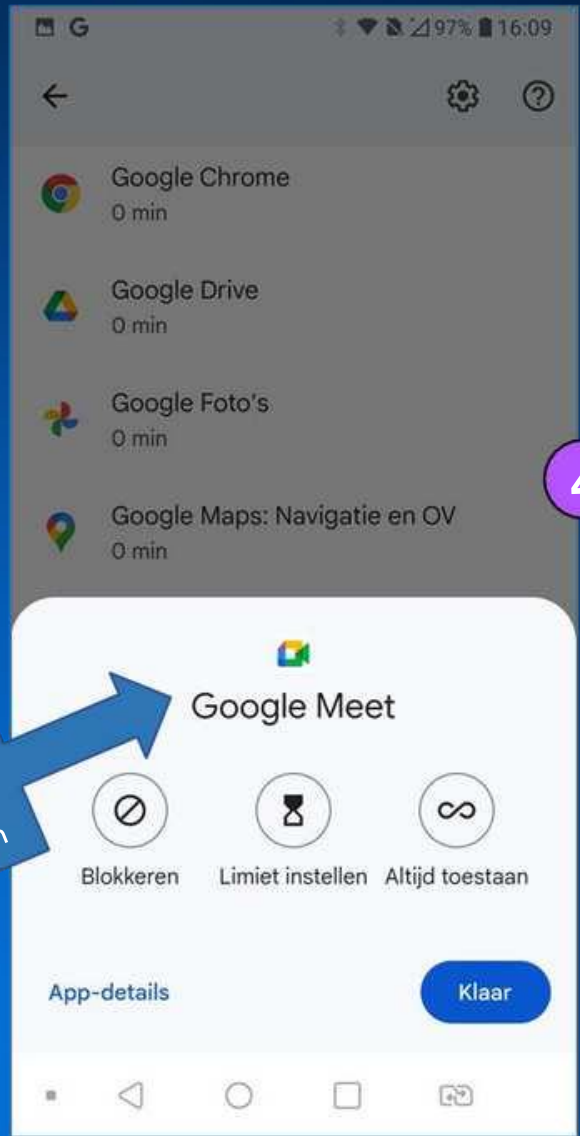 G 97% 16:09
Google Chrome
0 min
Google Drive
0 min
Google Foto's
0 min
Google Maps: Navigatie en OV
0 min
Google Meet
Blokkeren Limiet instellen Altijd toestaan
App-details Klaar